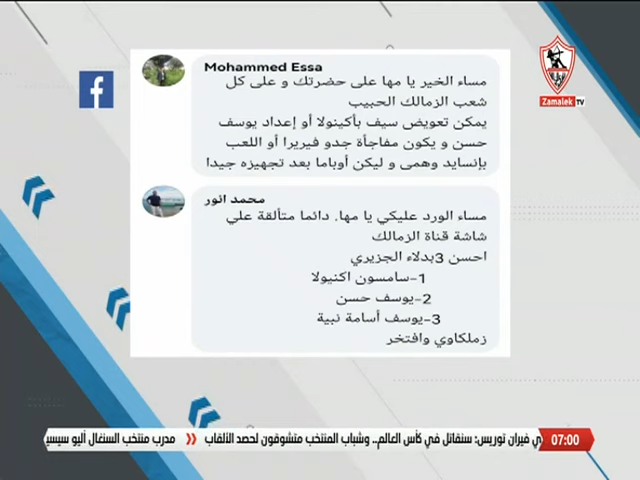 Zamalek TV
Mohammed Essa
مساء الخير يا مها على حضرتك و على كل
شعب الزمالك الحبيب
يمكن تعويض سيف بأكينولا أو إعداد يوسف
حسن و يكون مفاجأة جدو فيريرا أو اللعب
بإنسايد وهمى و ليكن أوباما بعد تجهيزه جيدا
محمد انور
مساء الورد عليكي يا مها, دائما متألقة علي
شاشة قناة الزمالك
احسن 3بدلاء الجزيري
1-سامسون اكنيولا
2-يوسف حسن
3-يوسف أسامة نبية
زملكاوي وافتخر
07:00
ي فيران توريس: سنقاتل في كأس العالم.. وشباب المنتخب متشوقون لحصد الألقاب » مدرب منتخب السنغال أليو سيسي